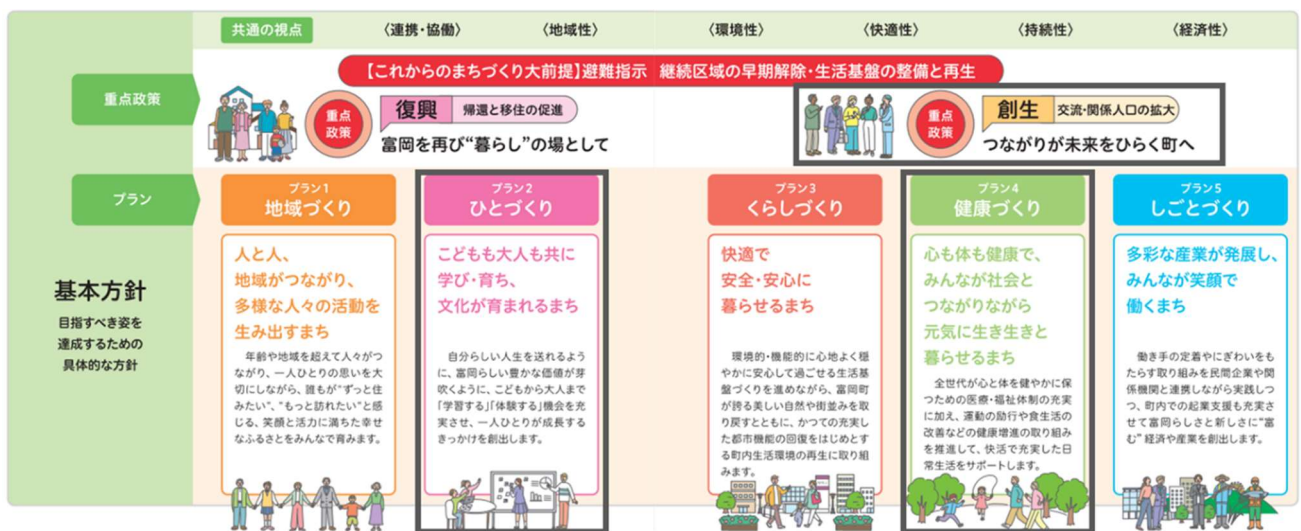 共通の視点
〈連携・協働〉
〈地域性〉
〈環境性〉
〈快適性〉
〈持続性〉
〈経済性〉
【これからのまちづくり大前提】避難指示 継続区域の早期解除・生活基盤の整備と再生
重点政策
重点
政策
復興 帰還と移住の促進
富岡を再び“暮らし”の場として
重点
政策
創生 交流・関係人口の拡大
つながりが未来をひらく町へ
プラン
プラン1
地域づくり
プラン2
ひとづくり
プラン3
くらしづくり
プラン4
健康づくり
プラン5
しごとづくり
基本方針
目指すべき姿を
達成するための
具体的な方針
人と人、
地域がつながり、
多様な人々の活動を
生み出すまち
年齢や地域を超えて人々がつ
ながり、一人ひとりの思いを大
切にしながら、誰もが“ずっと住
みたい”、“もっと訪れたい”と感
じる、笑顔と活力に満ちた幸せ
なふるさとをみんなで育みます。
こどもも大人も共に
学び・育ち、
文化が育まれるまち
自分らしい人生を送れるよう
に、富岡らしい豊かな価値が芽
吹くように、こどもから大人まで
「学習する」「体験する」機会を充
実させ、一人ひとりが成長する
きっかけを創出します。
快適で
安全・安心に
暮らせるまち
環境的・機能的に心地よく穏
やかに安心して過ごせる生活基
盤づくりを進めながら、富岡町
が誇る美しい自然や街並みを取
り戻すとともに、かつての充実し
た都市機能の回復をはじめとす
る町内生活環境の再生に取り組
みます。
心も体も健康で、
みんなが社会と
つながりながら
元気に生き生きと
暮らせるまち
全世代が心と体を健やかに保
つための医療・福祉体制の充実
に加え、運動の励行や食生活の
改善などの健康増進の取り組み
を推進して、快活で充実した日
常生活をサポートします。
多彩な産業が発展し、
みんなが笑顔で
働くまち
働き手の定着やにぎわいをも
たらす取り組みを民間企業や関
係機関と連携しながら実践しつ
つ、町内での起業支援も充実さ
せて富岡らしさと新しさに“富
む”経済や産業を創出します。